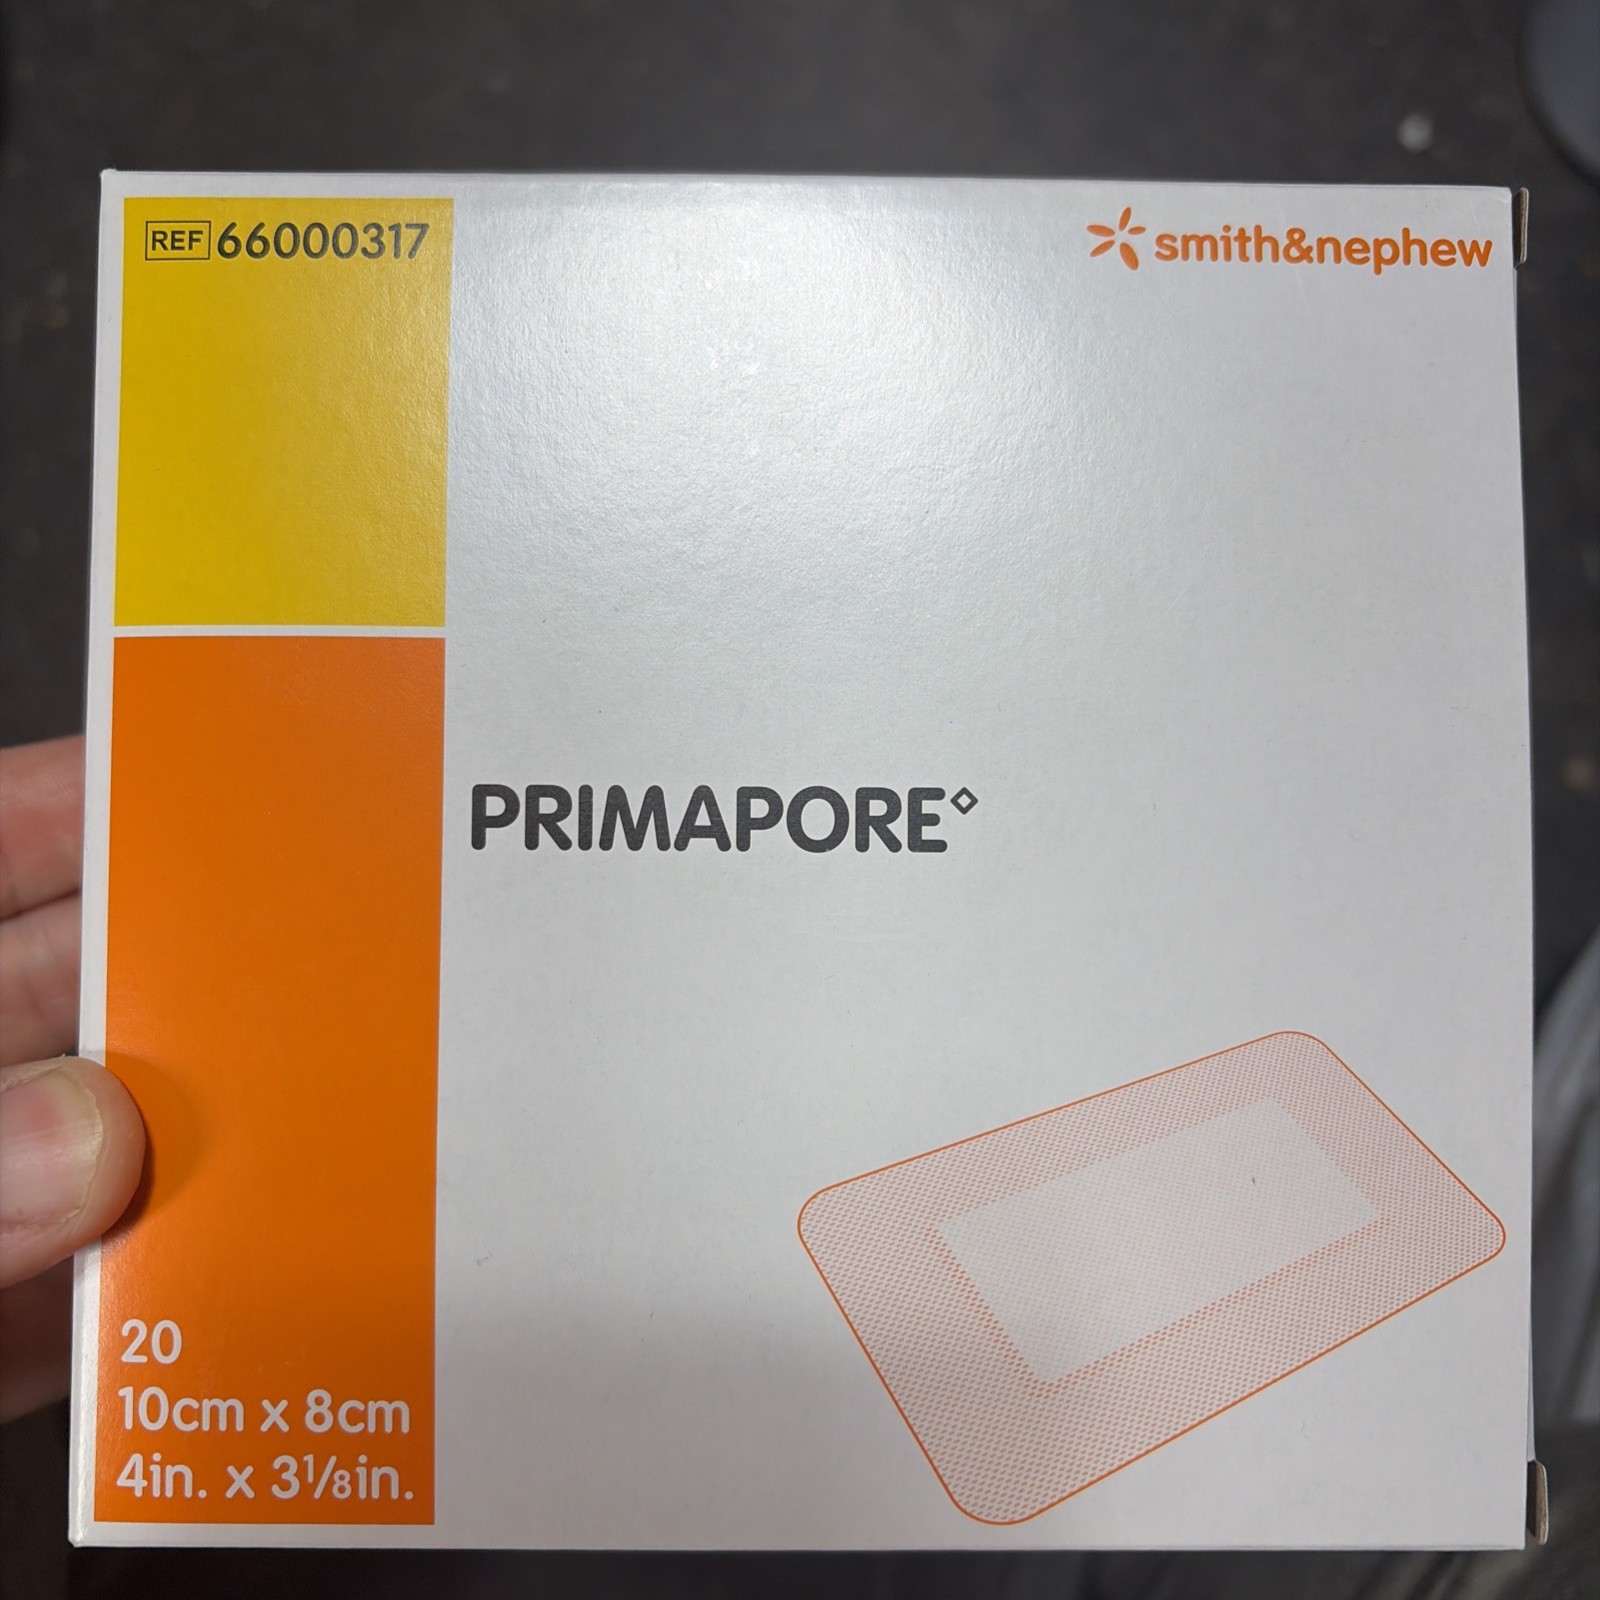 REF 66000317
smith&nephew
PRIMAPORE◇
20
10cm x 8cm
4in. x 3⅛in.